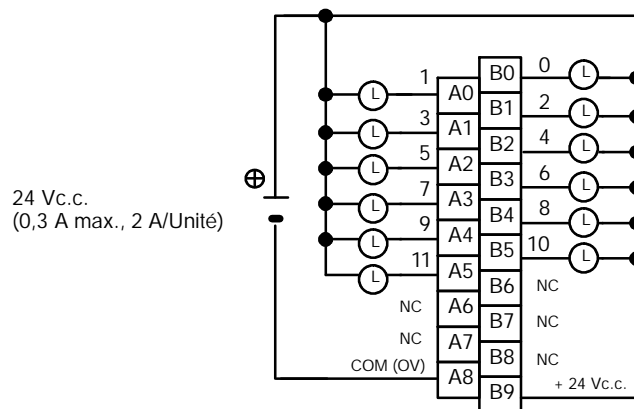 24 Vc.c.
(0,3 A max., 2 A/Unité)
B0 0 L
L 1 A0
B1 2 L
L 3 A1
B2 4 L
L 5 A2
B3 6 L
L 7 A3
B4 8 L
L 9 A4
B5 10 L
L 11 A5
B6 NC
NC A6
B7 NC
NC A7
B8 NC
COM (OV) A8
B9 + 24 Vc.c.